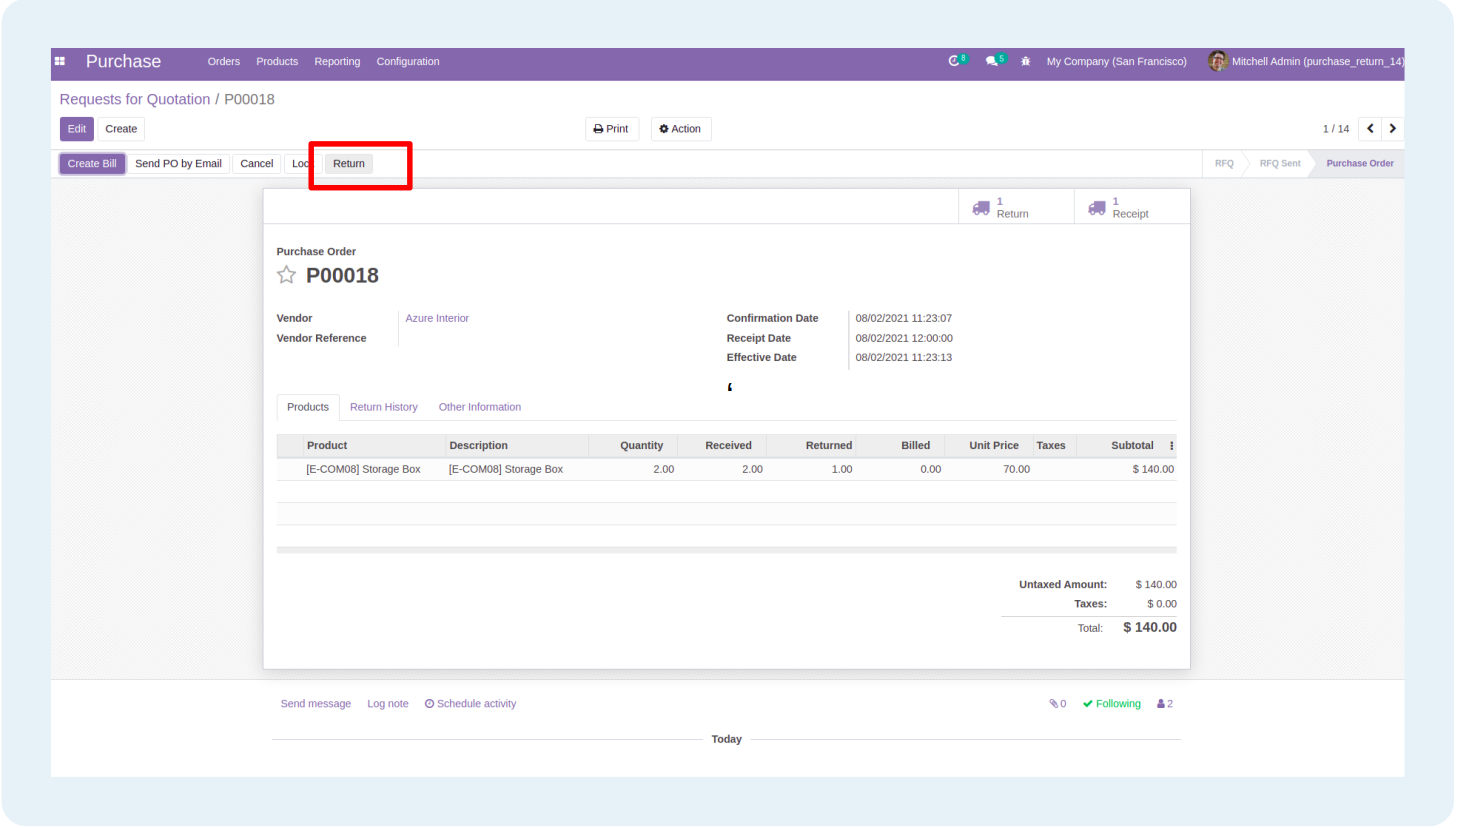 Purchase Orders Products Reporting Configuration 8 5 My Company (San Francisco) Mitchell Admin (purchase_return_14)
Requests for Quotation / P00018
Edit Create Print Action 1 / 14
Create Bill Send PO by Email Cancel Return RFQ RFQ Sent Purchase Order
1 Return 1 Receipt
Purchase Order
P00018
Vendor Azure Interior Confirmation Date 08/02/2021 11:23:07
Vendor Reference Receipt Date 08/02/2021 12:00:00
Effective Date 08/02/2021 11:23:13
‘
Products Return History Other Information
Product Description Quantity Received Returned Billed Unit Price Taxes Subtotal
[E-COM08] Storage Box [E-COM08] Storage Box 2.00 2.00 1.00 0.00 70.00 $ 140.00
Untaxed Amount: $ 140.00
Taxes: $ 0.00
Total: $ 140.00
Send message Log note Schedule activity 0 Following 2
Today